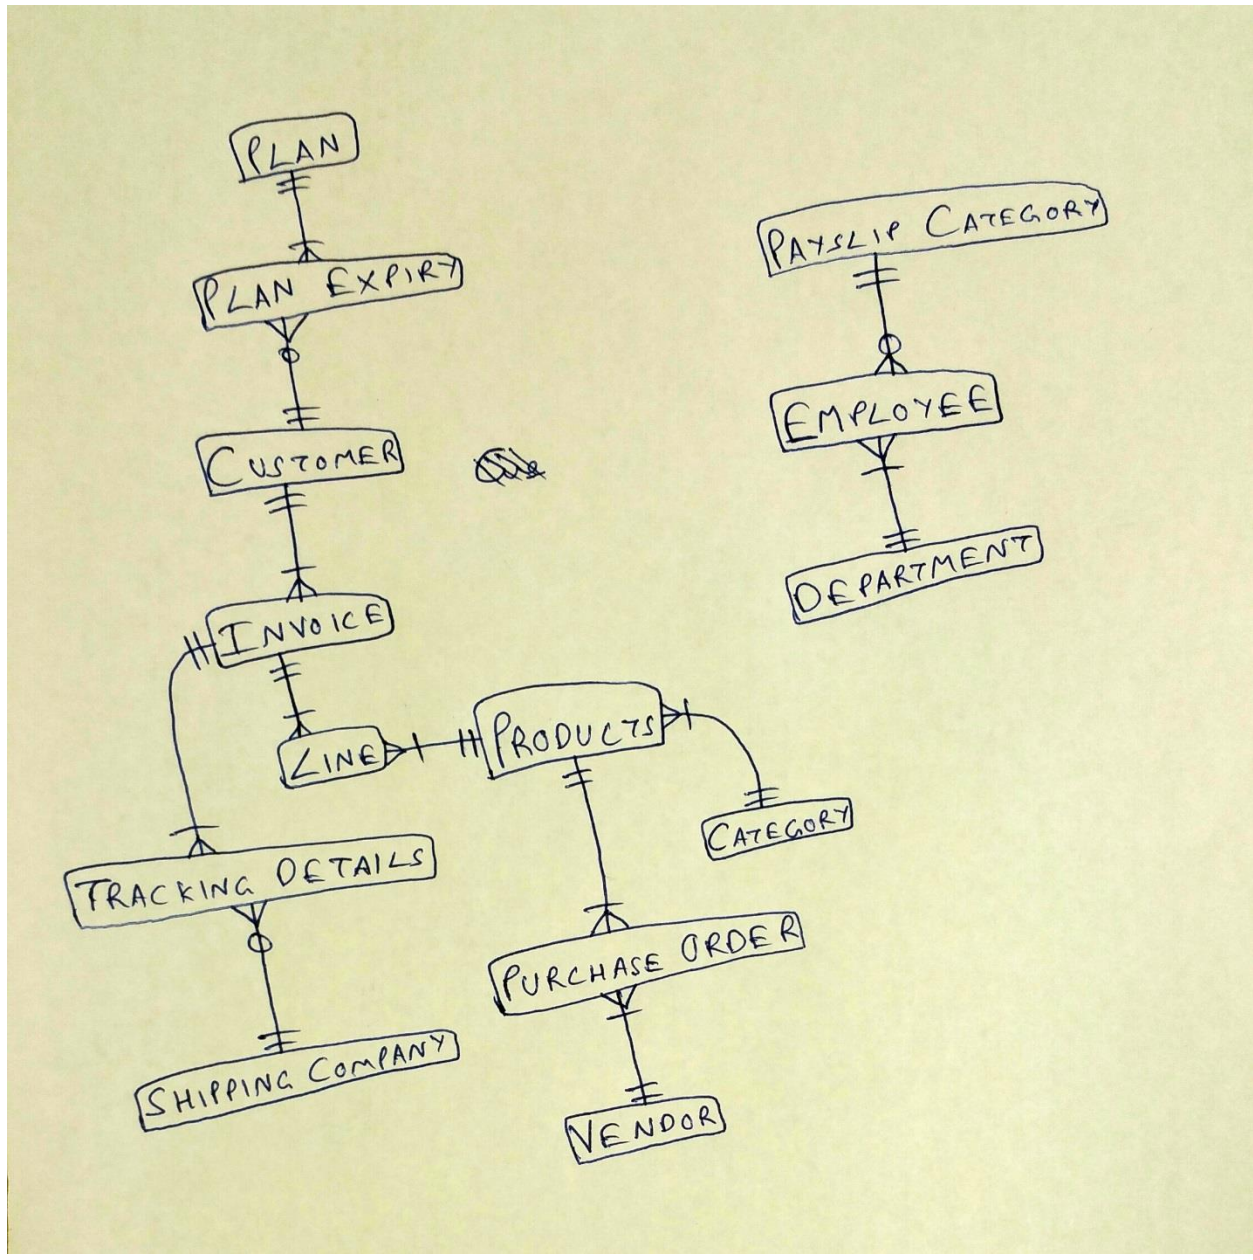 PLAN
PAYSLIP CATEGORY
PLAN EXPIRY
EMPLOYEE
CUSTOMER
DEPARTMENT
INVOICE
LINE
PRODUCTS
CATEGORY
TRACKING DETAILS
PURCHASE ORDER
SHIPPING COMPANY
VENDOR